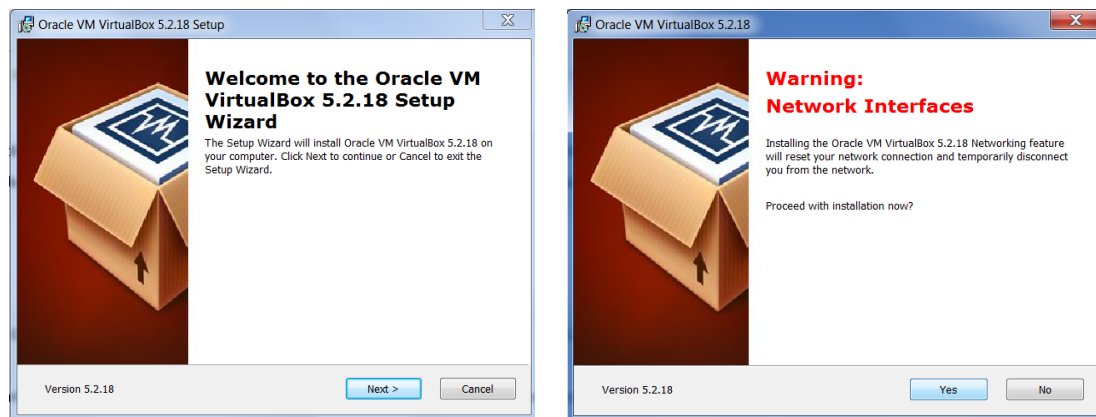 Oracle VM VirtualBox 5.2.18 Setup
Welcome to the Oracle VM
VirtualBox 5.2.18 Setup
Wizard
The Setup Wizard will install Oracle VM VirtualBox 5.2.18 on
your computer. Click Next to continue or Cancel to exit the
Setup Wizard.
Version 5.2.18
Next >
Cancel
Oracle VM VirtualBox 5.2.18
Warning:
Network Interfaces
Installing the Oracle VM VirtualBox 5.2.18 Networking feature
will reset your network connection and temporarily disconnect
you from the network.
Proceed with installation now?
Version 5.2.18
Yes
No